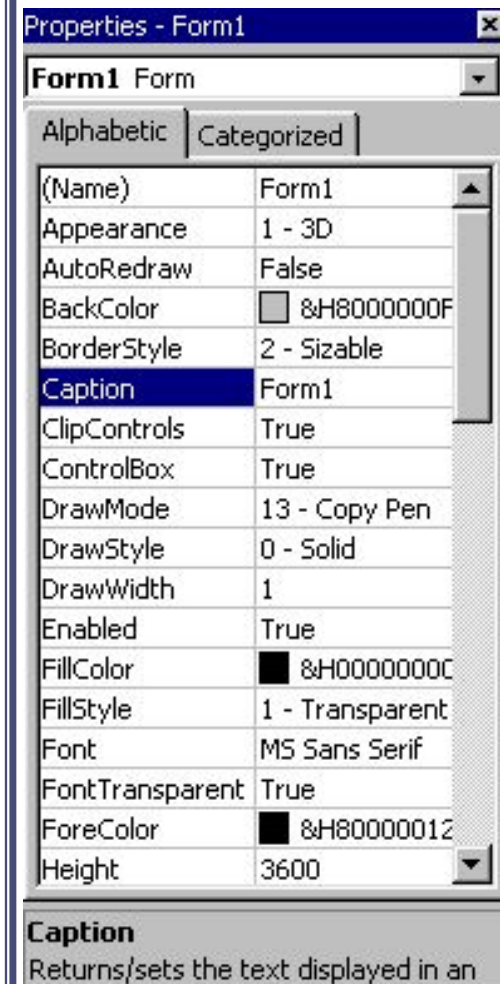 Properties - Form1
Form1 Form
Alphabetic Categorized
(Name) Form1
Appearance 1 - 3D
AutoRedraw False
BackColor &H8000000F
BorderStyle 2 - Sizable
Caption Form1
ClipControls True
ControlBox True
DrawMode 13 - Copy Pen
DrawStyle 0 - Solid
DrawWidth 1
Enabled True
FillColor &H0000000
FillStyle 1 - Transparent
Font MS Sans Serif
FontTransparent True
ForeColor &H80000012
Height 3600
Caption
Returns/sets the text displayed in an